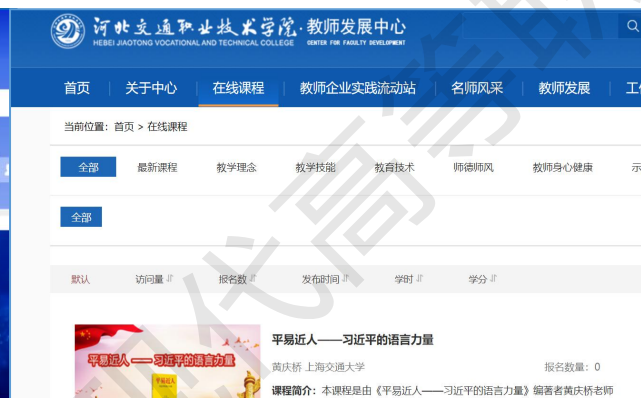 河北交通职业技术学院·教师发展中心
HEBEI JIAOTONG VOCATIONAL AND TECHNICAL COLLEGE CENTER FOR FACULTY DEVELOPMENT
首页 关于中心 在线课程 教师企业实践流动站 名师风采 教师发展
当前位置：首页 > 在线课程
全部 最新课程 教学理念 教学技能 教育技术 师德师风 教师身心健康 示
全部
默认 访问量 报名数 发布时间 学时 学分
平易近人——习近平的语言力量
平易近人——习近平的语言力量
平易近人
黄庆桥 上海交通大学 报名数量：0
课程简介：本课程是由《平易近人——习近平的语言力量》编著者黄庆桥老师